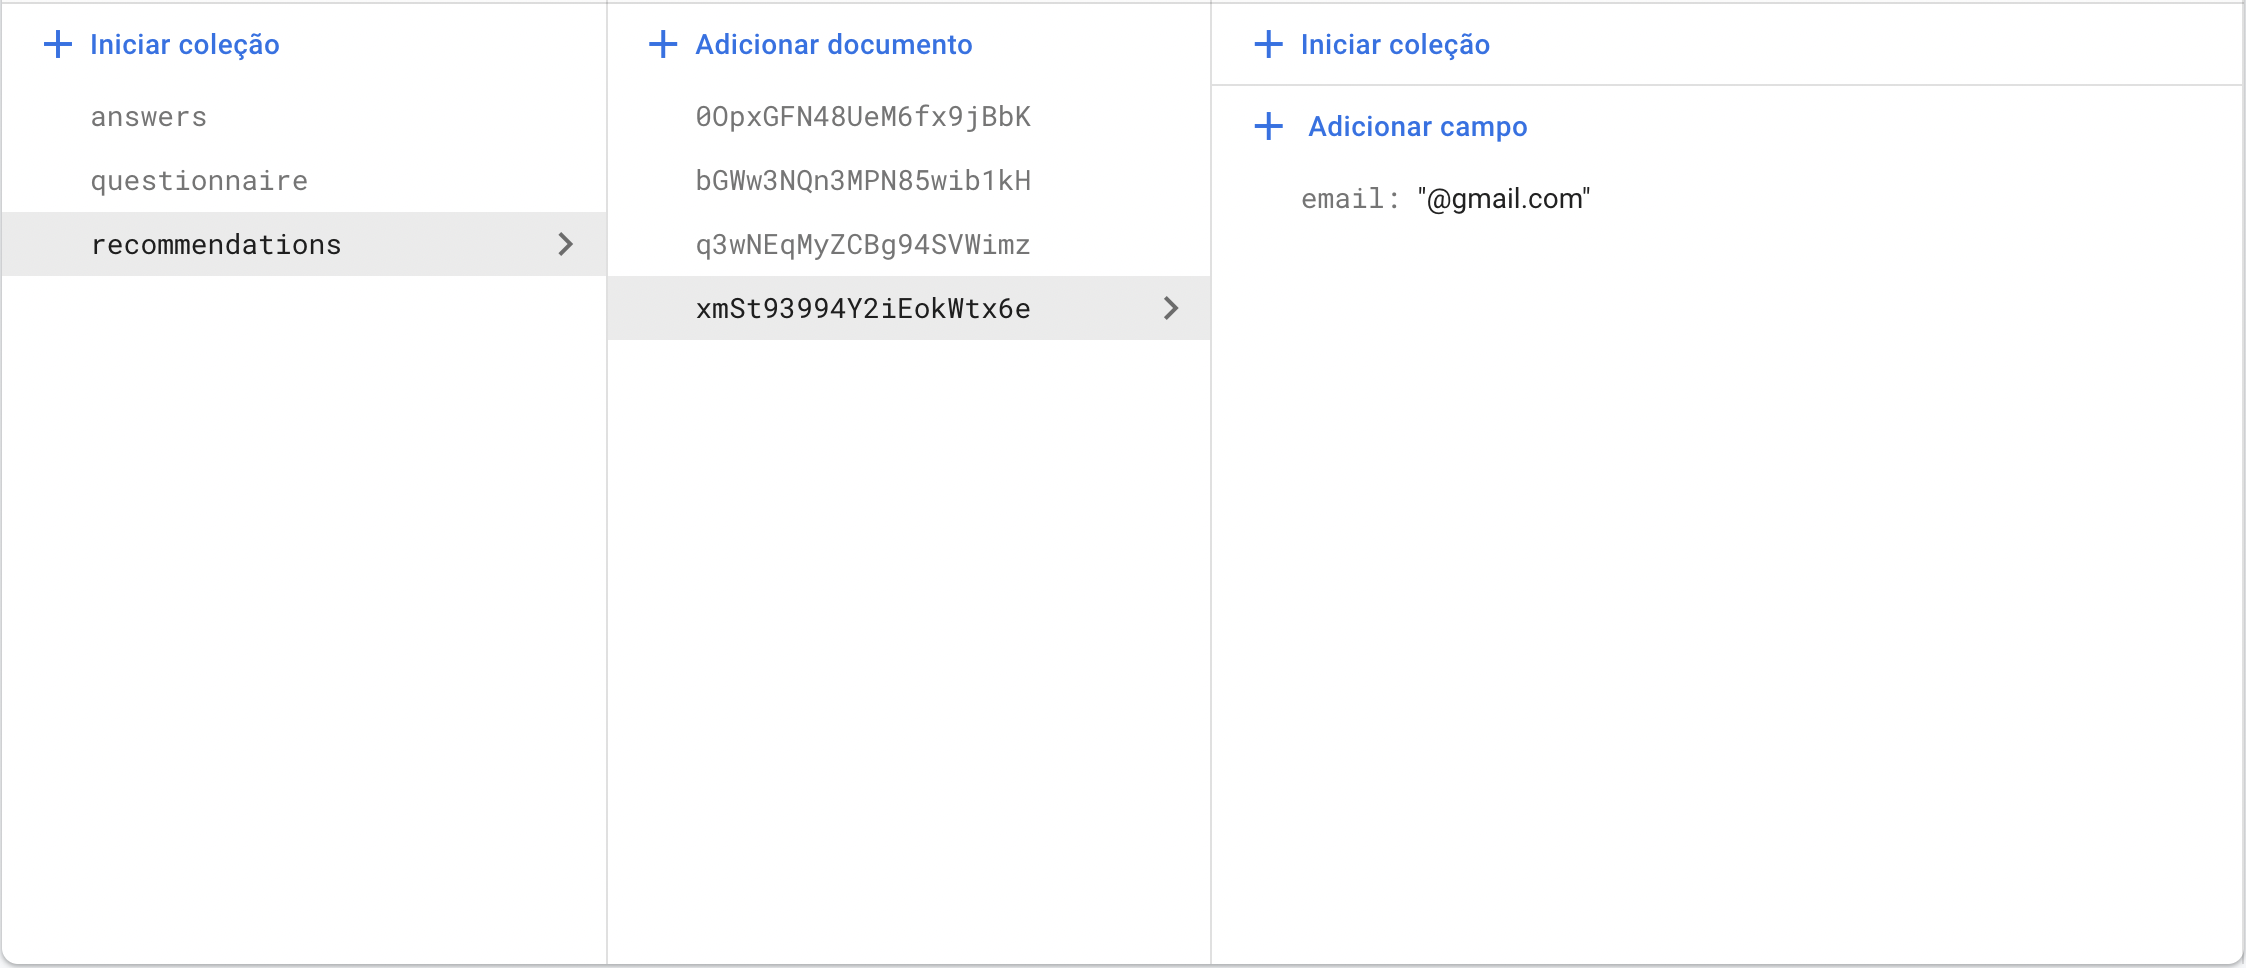 Iniciar coleção
answers
questionnaire
recommendations
Adicionar documento
0OpxGFN48UeM6fx9jBbK
bGWw3NQn3MPN85wib1kH
q3wNEqMyZCBg94SVWimz
xmSt93994Y2iEokWtx6e
Iniciar coleção
Adicionar campo
email: "@gmail.com"